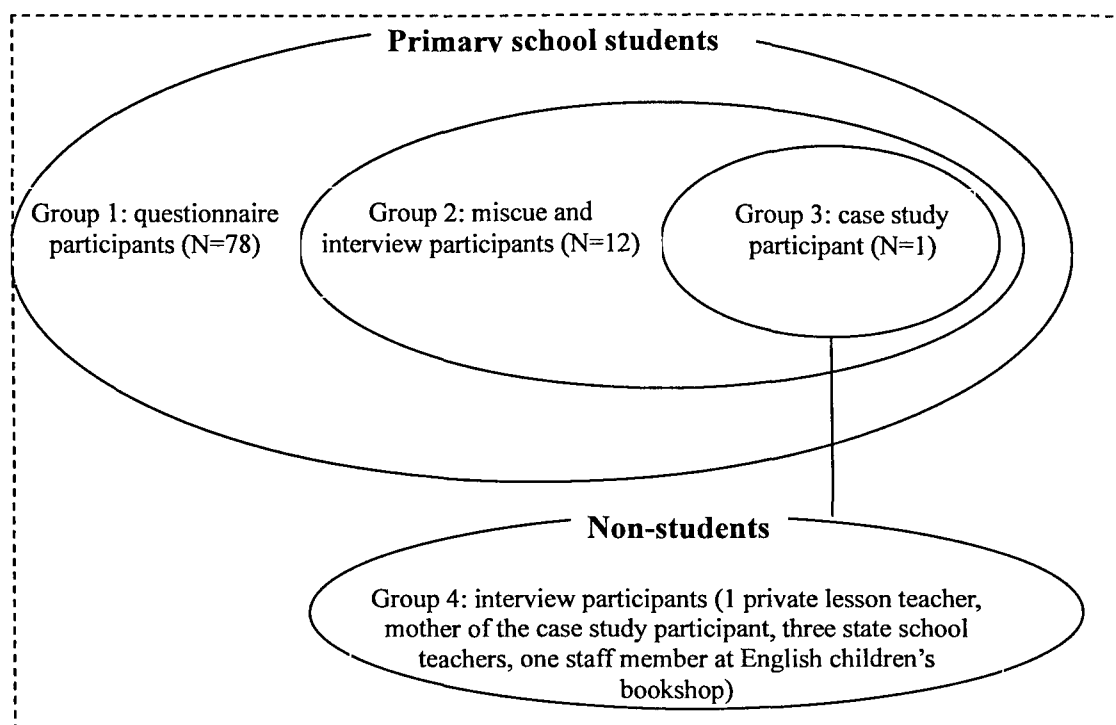 Primary school students
Group 1: questionnaire
participants (N=78)
Group 2: miscue and
interview participants (N=12)
Group 3: case study
participant (N=1)
Non-students
Group 4: interview participants (1 private lesson teacher,
mother of the case study participant, three state school
teachers, one staff member at English children's
bookshop)